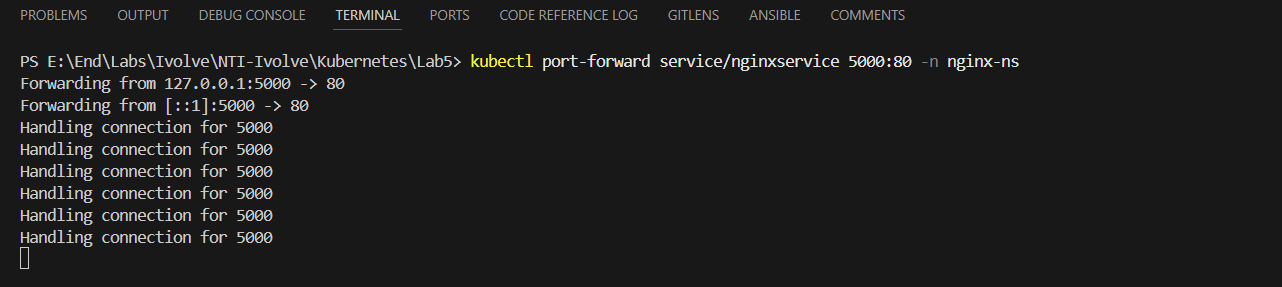 PROBLEMS OUTPUT DEBUG CONSOLE TERMINAL PORTS CODE REFERENCE LOG GITLENS ANSIBLE COMMENTS
PS E:\End\Labs\Ivolve\NTI-Ivolve\Kubernetes\Lab5> kubectl port-forward service/nginxservice 5000:80 -n nginx-ns
Forwarding from 127.0.0.1:5000 -> 80
Forwarding from [::1]:5000 -> 80
Handling connection for 5000
Handling connection for 5000
Handling connection for 5000
Handling connection for 5000
Handling connection for 5000
Handling connection for 5000